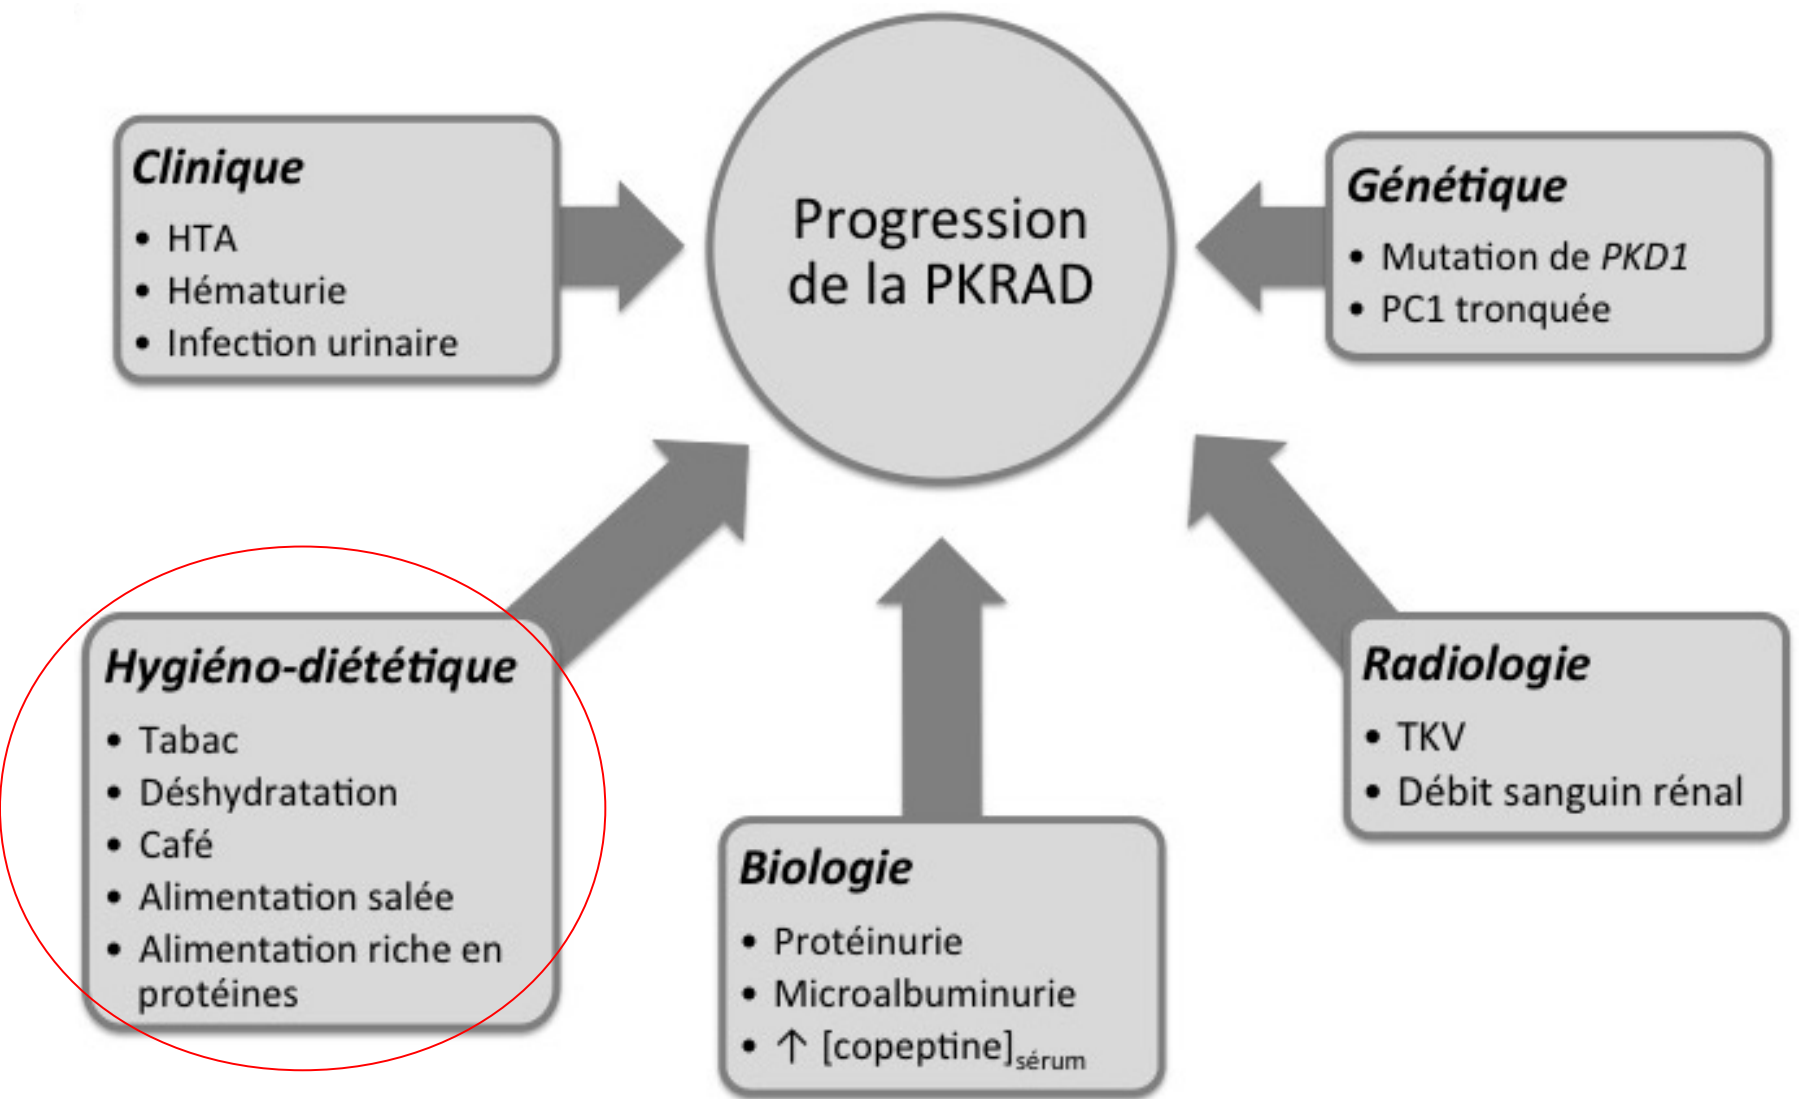 Progression
de la PKRAD
Clinique
• HTA
• Hématurie
• Infection urinaire
Génétique
• Mutation de PKD1
• PC1 tronquée
Hygiéno-diététique
• Tabac
• Déshydratation
• Café
• Alimentation salée
• Alimentation riche en
protéines
Biologie
• Protéinurie
• Microalbuminurie
• ↑ [copeptine]sérum
Radiologie
• TKV
• Débit sanguin rénal